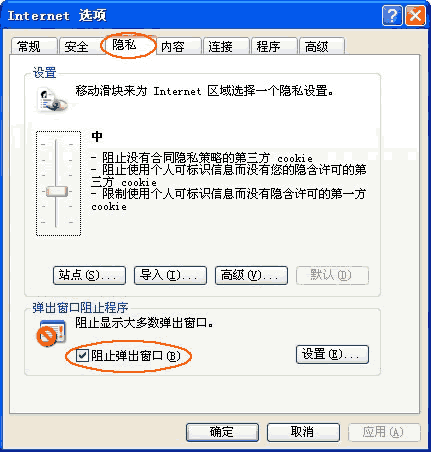 Internet 选项
常规 安全 隐私 内容 连接 程序 高级
设置
移动滑块来为 Internet 区域选择一个隐私设置。
中
- 阻止没有合同隐私策略的第三方 cookie
- 阻止使用个人可标识信息而没有您的隐含许可的第
三方 cookie
- 限制使用个人可标识信息而没有隐含许可的第一方
cookie
站点(S)... 导入(I)... 高级(V)... 默认(D)
弹出窗口阻止程序
阻止显示大多数弹出窗口。
阻止弹出窗口(B)
设置(E)...
确定 取消 应用(A)